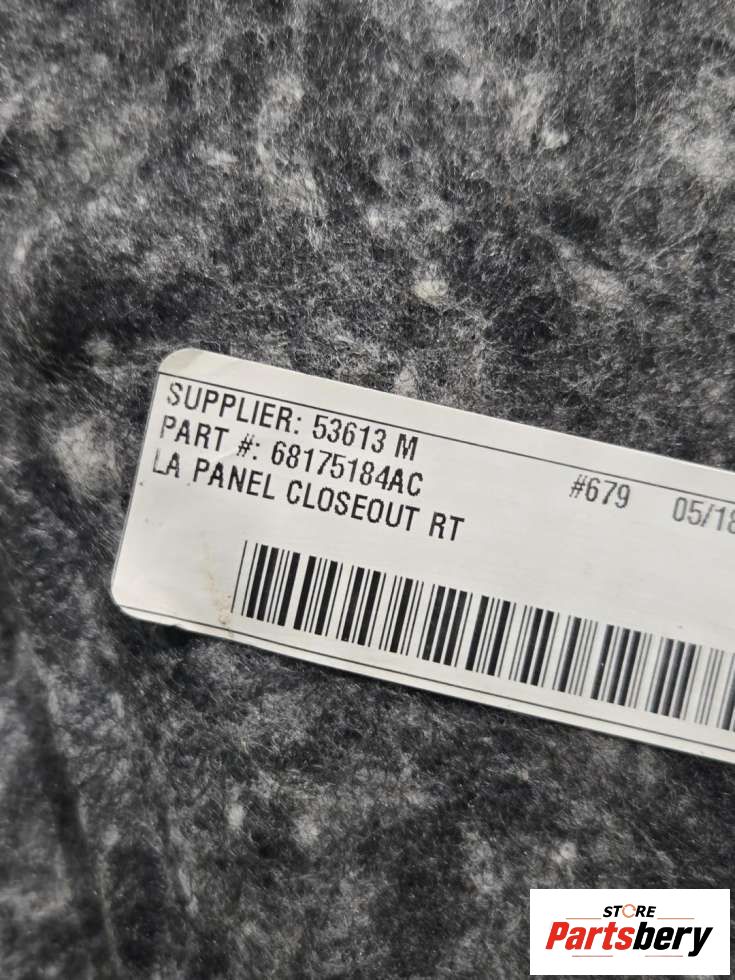 SUPPLIER: 53613 M
PART #: 68175184AC
#679 05/18
LA PANEL CLOSEOUT RT
STORE
Partsbery